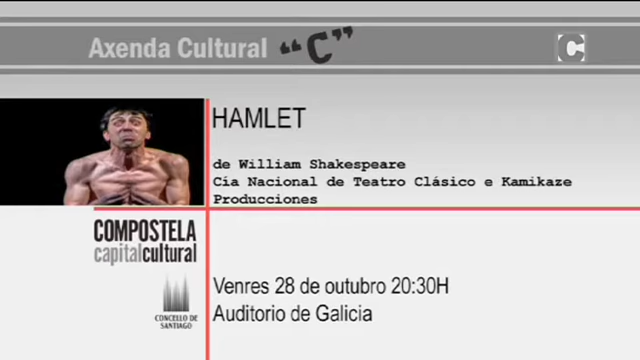 Axenda Cultural "C"
C
HAMLET
de William Shakespeare
Cía Nacional de Teatro Clásico e Kamikaze
Producciones
COMPOSTELA
capitalcultural
Venres 28 de outubro 20:30H
Auditorio de Galicia
CONCELLO DE
SANTIAGO